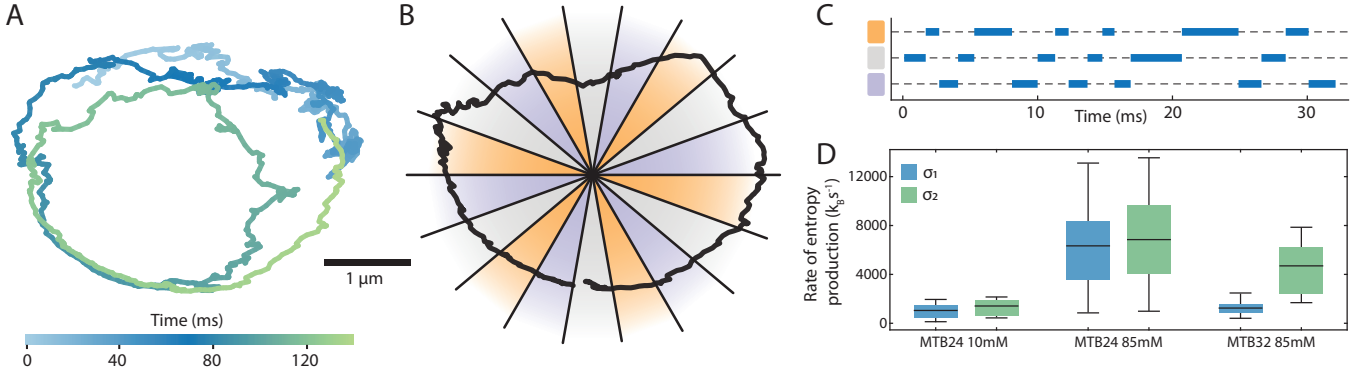 A
1 μm
Time (ms)
0 40 80 120
B
C
0 10 20 30
Time (ms)
D
σ₁
σ₂
Rate of entropy
production (k_B s⁻¹)
12000
8000
4000
0
MTB24 10mM MTB24 85mM MTB32 85mM